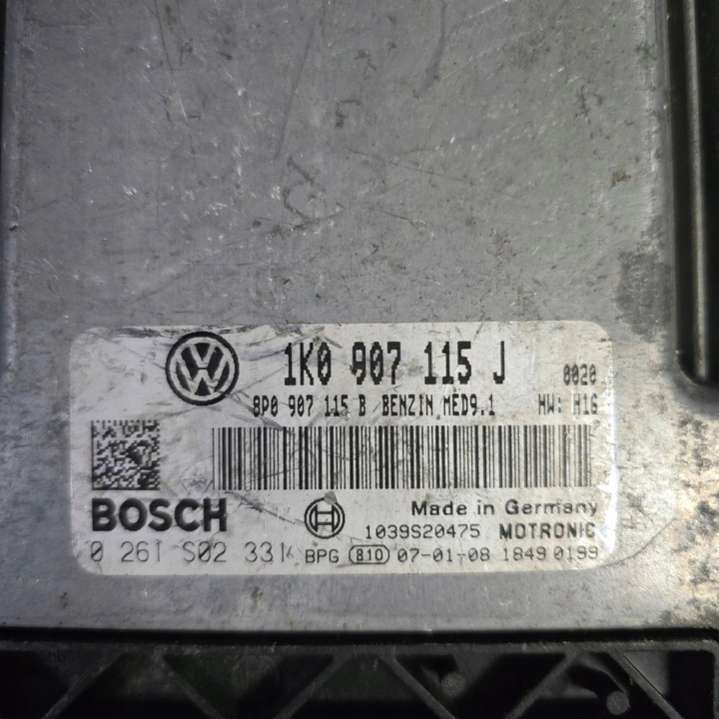 1K0 907 115 J 0020
8P0 907 115 B BENZIN MED9.1 HW: H16
BOSCH Made in Germany
1039S20475 MOTRONIC
0 261 S02 331 BPG 810 07-01-08 1849 0199